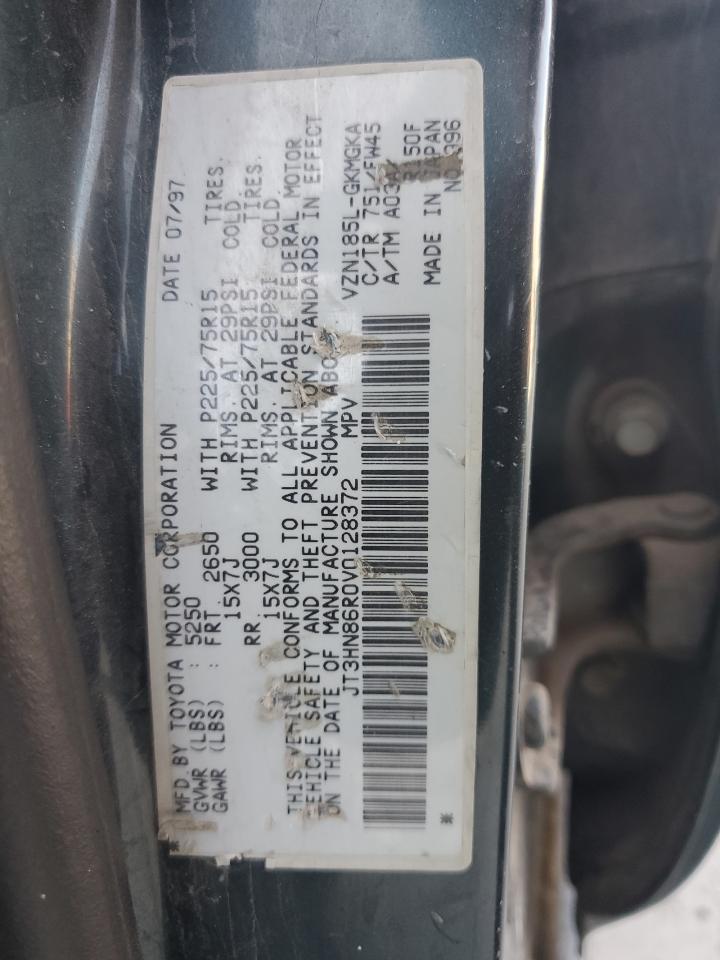 MFD. BY TOYOTA MOTOR CORPORATION DATE 07/97
GVWR (LBS) : 5250
GAWR (LBS) : FRT. 2650 WITH P225/75R15 TIRES.
15X7J RIMS. AT 29PSI COLD.
RR. 3000 WITH P225/75R15 TIRES.
15X7J RIMS. AT 29PSI COLD.
THIS VEHICLE CONFORMS TO ALL APPLICABLE FEDERAL MOTOR
VEHICLE SAFETY AND THEFT PREVENTION STANDARDS IN EFFECT
ON THE DATE OF MANUFACTURE SHOWN
JT3HN86R0V0128372 MPV VZN185L-GKMGKA
C/TR 751/FW45
A/TM
MADE IN JAPAN